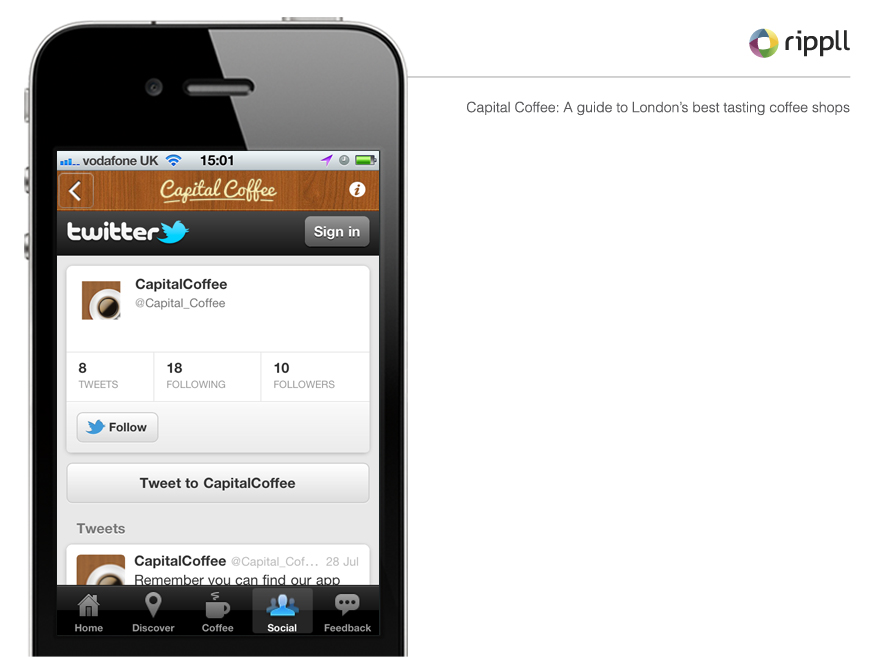 rippll
Capital Coffee: A guide to London's best tasting coffee shops
vodafone UK 15:01
Capital Coffee
i
twitter Sign in
CapitalCoffee
@Capital_Coffee
8 18 10
TWEETS FOLLOWING FOLLOWERS
Follow
Tweet to CapitalCoffee
Tweets
CapitalCoffee @Capital_Cof... 28 Jul
Remember you can find our app
Home Discover Coffee Social Feedback